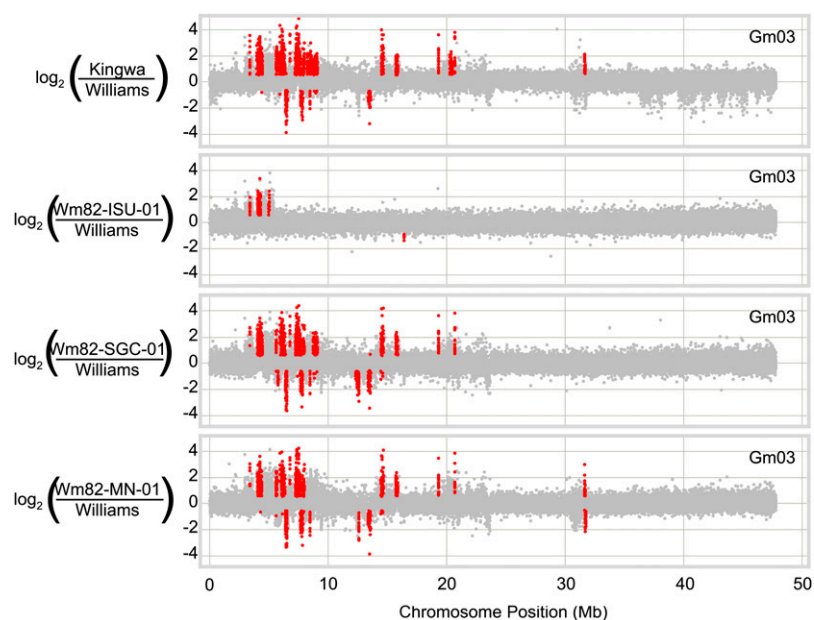 4
2
0
-2
-4
Gm03
log2 ( Kingwa / Williams )
4
2
0
-2
-4
Gm03
log2 ( Wm82-ISU-01 / Williams )
4
2
0
-2
-4
Gm03
log2 ( Wm82-SGC-01 / Williams )
4
2
0
-2
-4
Gm03
log2 ( Wm82-MN-01 / Williams )
0 10 20 30 40 50
Chromosome Position (Mb)